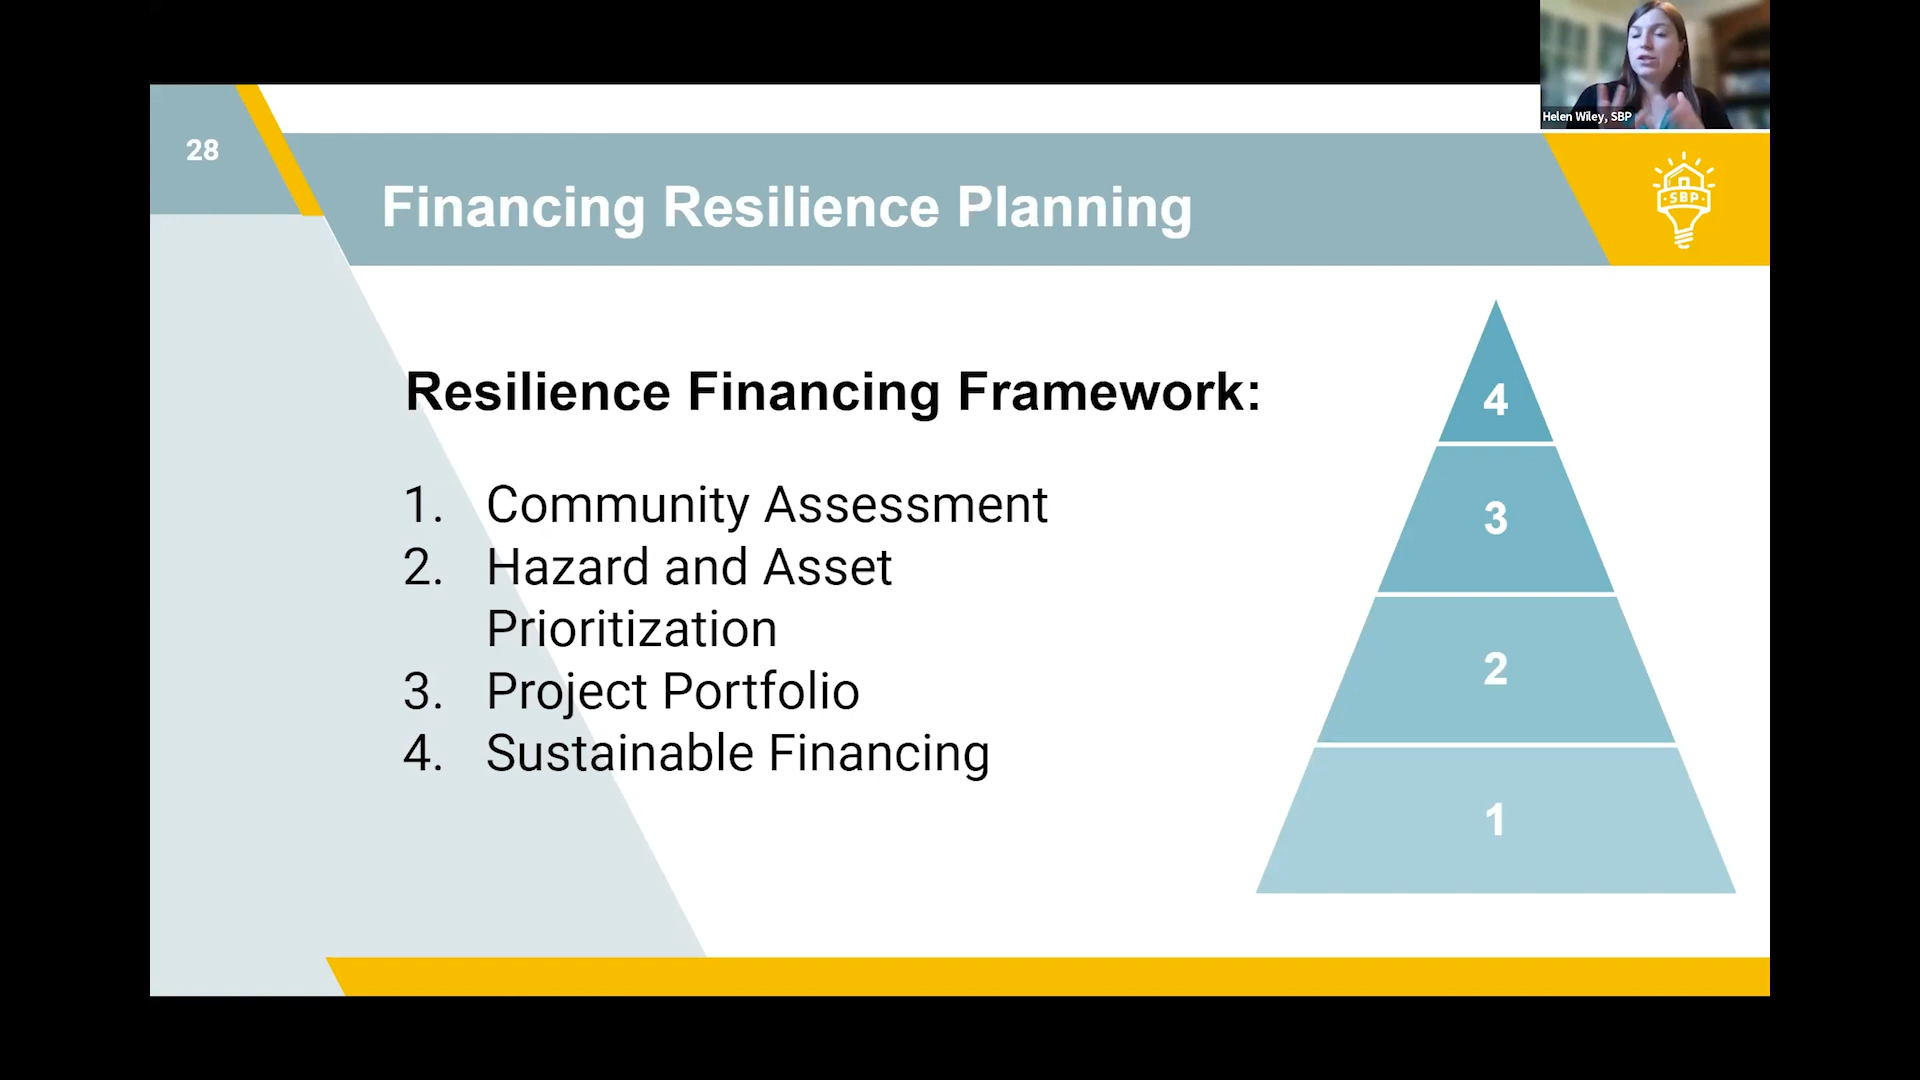 Helen Wiley, SBP
28
Financing Resilience Planning
SBP
Resilience Financing Framework:
1. Community Assessment
2. Hazard and Asset
Prioritization
3. Project Portfolio
4. Sustainable Financing
4
3
2
1